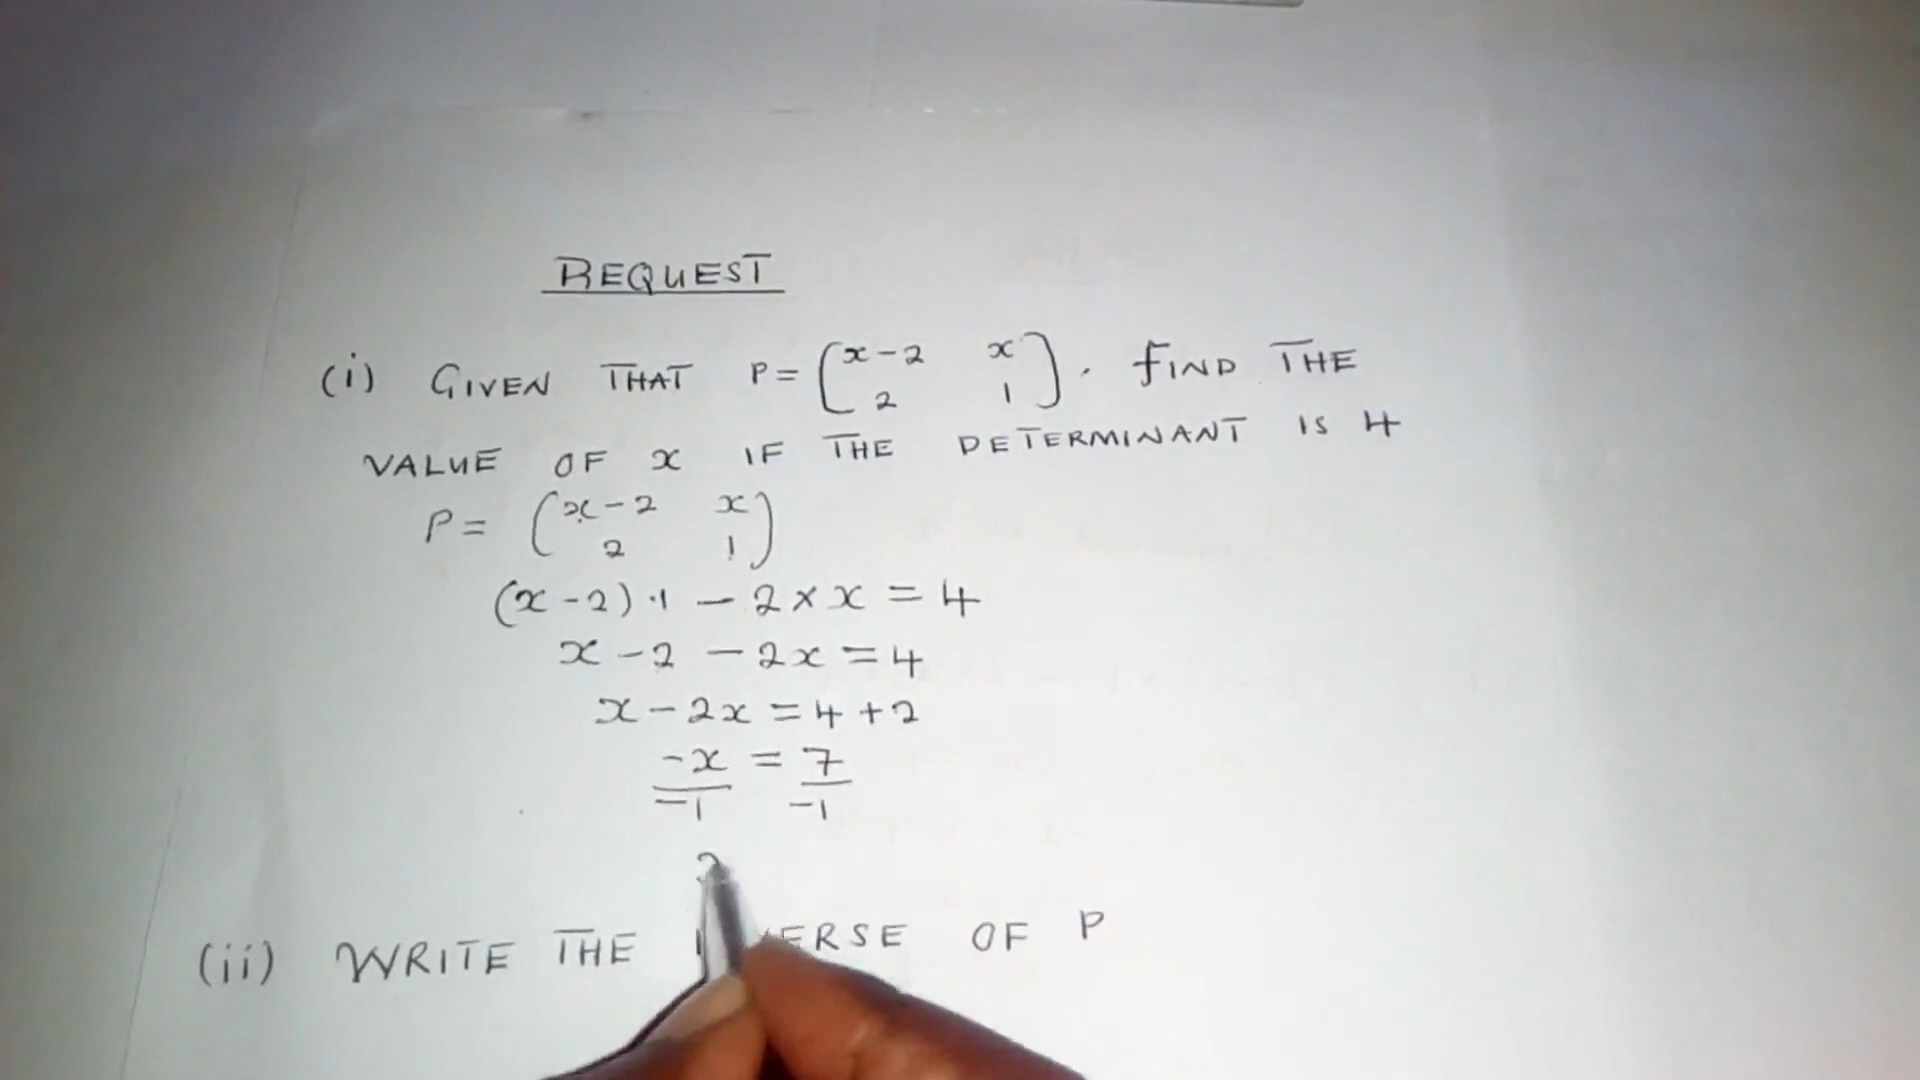 REQUEST
(i) GIVEN THAT P = (x-2 x
2 1). FIND THE
VALUE OF x IF THE DETERMINANT IS 4
P = (x-2 x
2 1)
(x-2)·1 - 2×x = 4
x - 2 - 2x = 4
x - 2x = 4 + 2
-x = 7
-1 -1
(ii) WRITE THE OF P